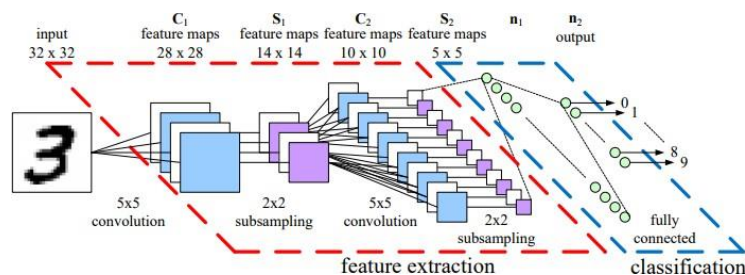 C₁ S₁ C₂ S₂ n₁ n₂
input feature maps feature maps feature maps feature maps output
32 x 32 28 x 28 14 x 14 10 x 10 5 x 5
0
1
8
9
3
5x5 2x2 5x5 2x2 fully
convolution subsampling convolution subsampling connected
feature extraction classification